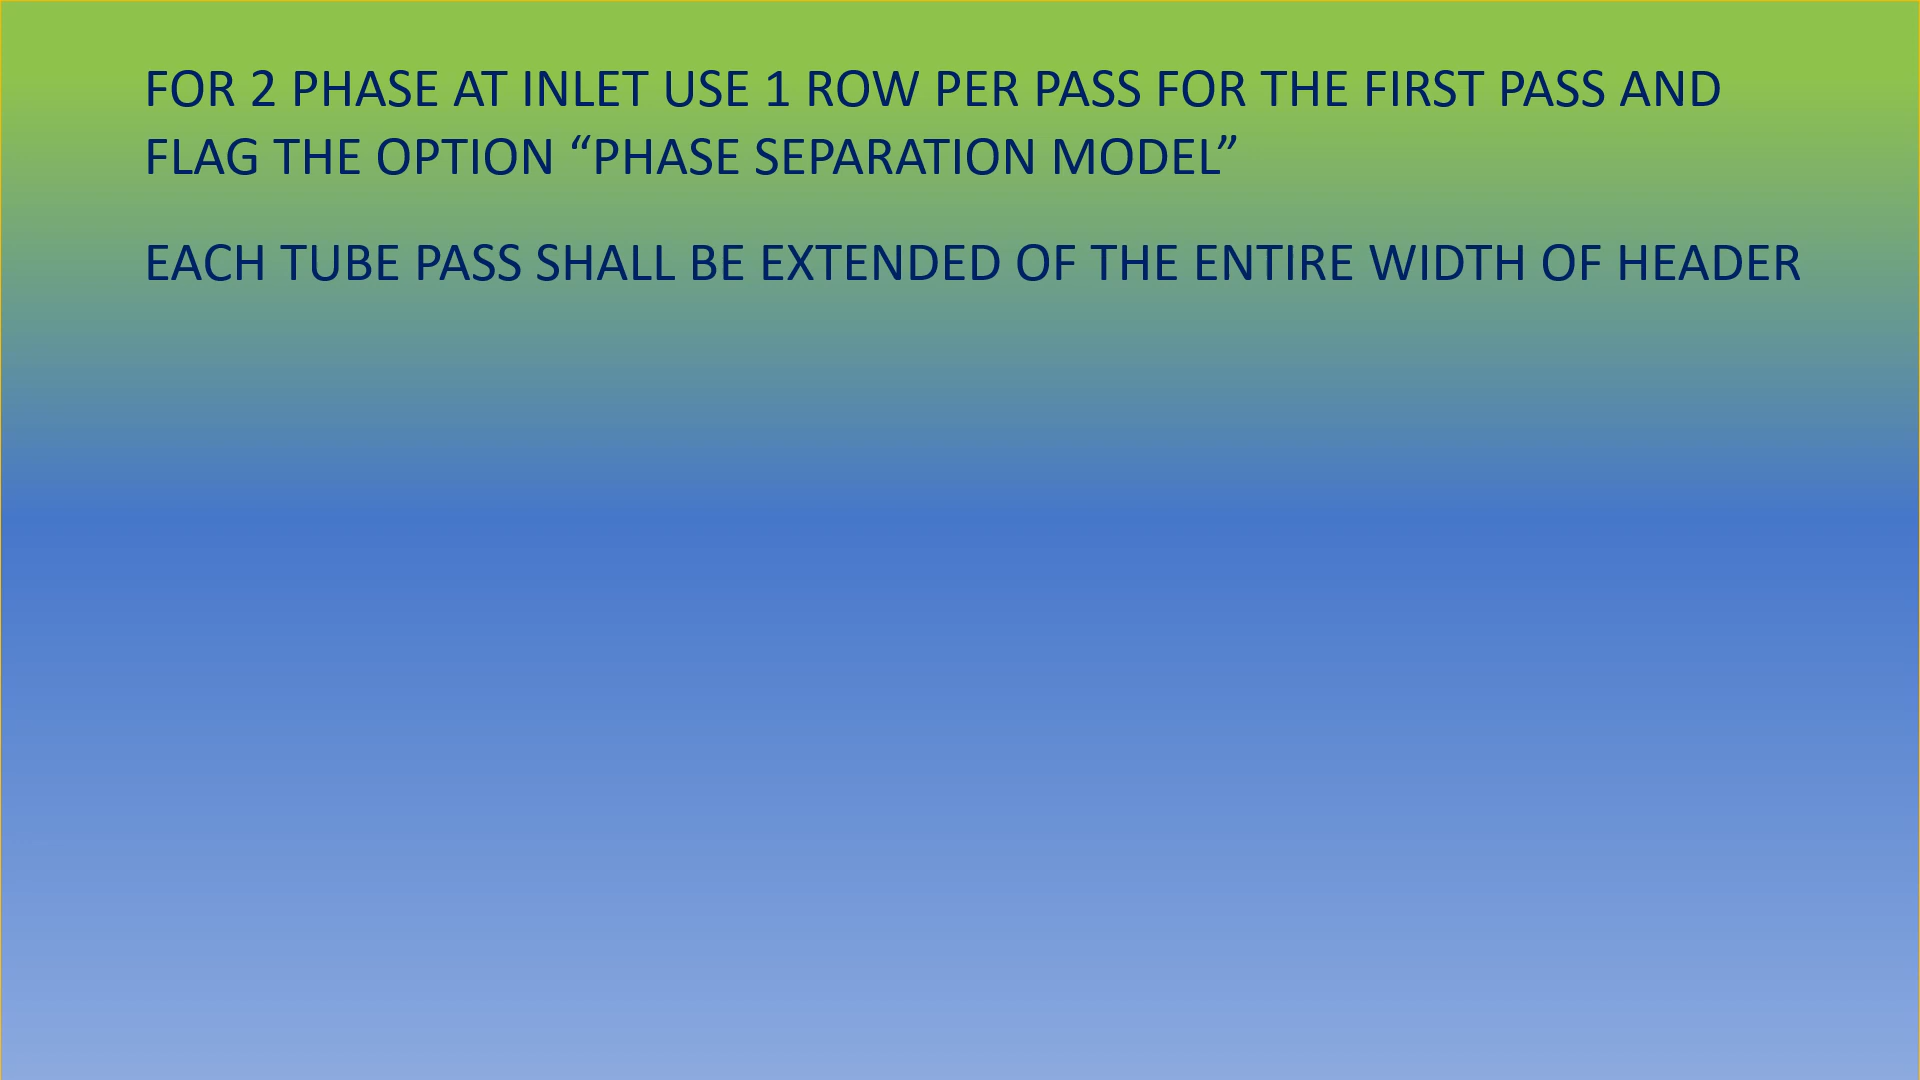 FOR 2 PHASE AT INLET USE 1 ROW PER PASS FOR THE FIRST PASS AND
FLAG THE OPTION “PHASE SEPARATION MODEL”
EACH TUBE PASS SHALL BE EXTENDED OF THE ENTIRE WIDTH OF HEADER